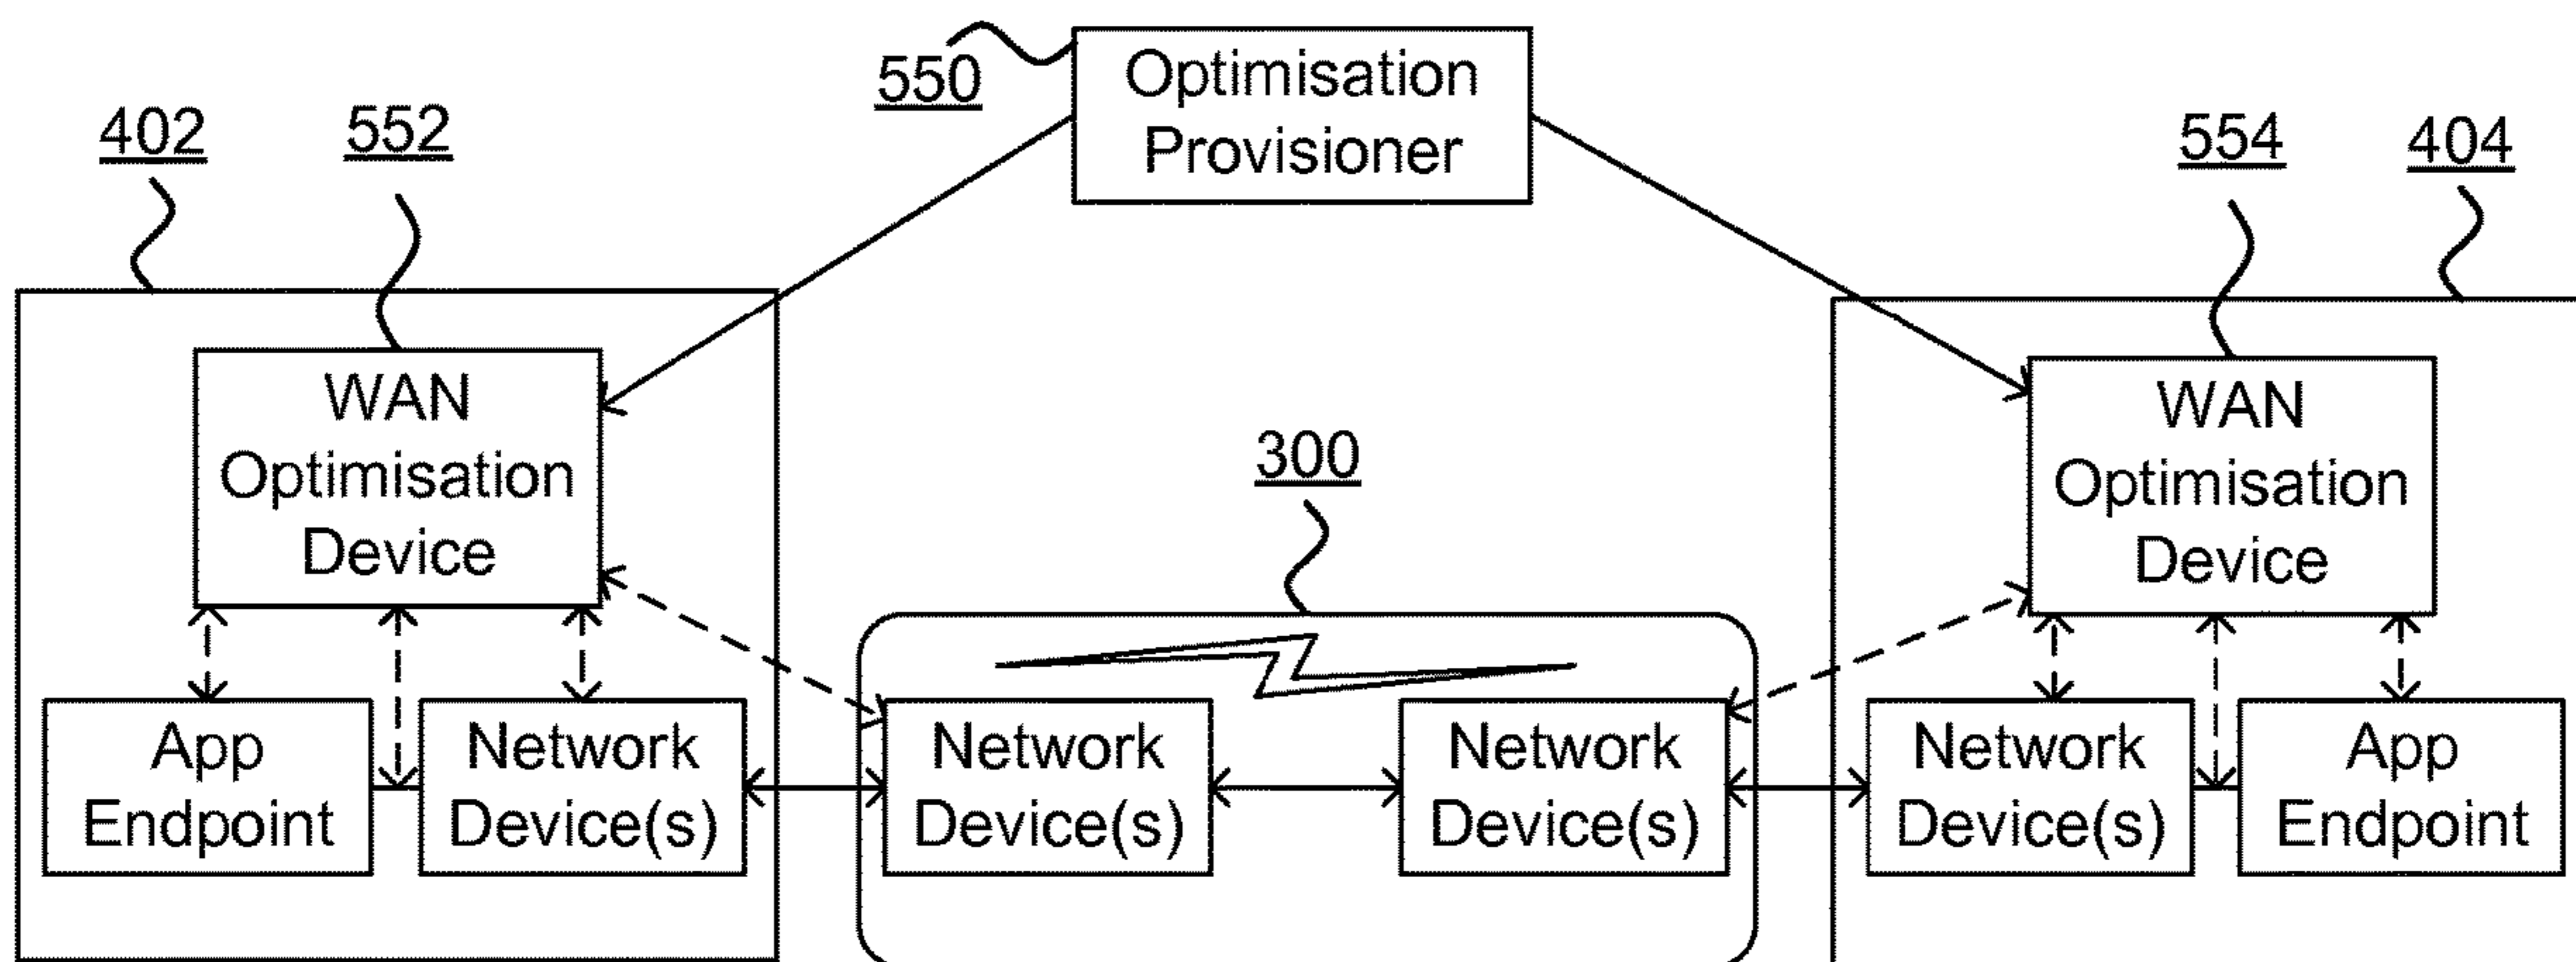 550
Optimisation
Provisioner
402
552
554
404
WAN
Optimisation
Device
300
WAN
Optimisation
Device
App
Endpoint
Network
Device(s)
Network
Device(s)
Network
Device(s)
Network
Device(s)
App
Endpoint